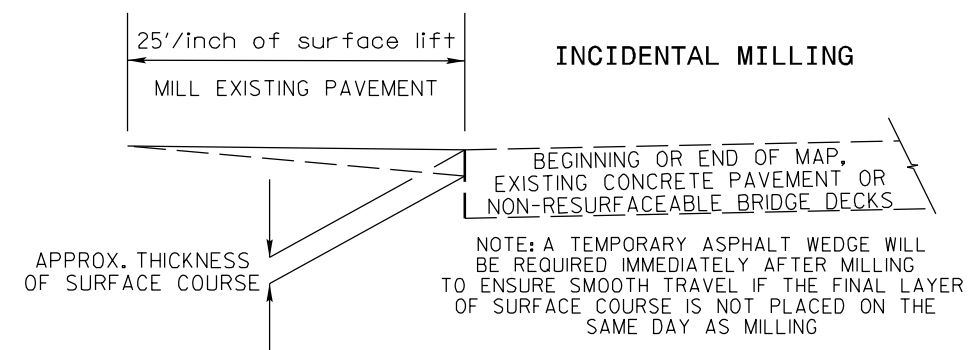 25'/inch of surface lift
INCIDENTAL MILLING
MILL EXISTING PAVEMENT
BEGINNING OR END OF MAP,
EXISTING CONCRETE PAVEMENT OR
NON-RESURFACEABLE BRIDGE DECKS
APPROX. THICKNESS
OF SURFACE COURSE
NOTE: A TEMPORARY ASPHALT WEDGE WILL
BE REQUIRED IMMEDIATELY AFTER MILLING
TO ENSURE SMOOTH TRAVEL IF THE FINAL LAYER
OF SURFACE COURSE IS NOT PLACED ON THE
SAME DAY AS MILLING